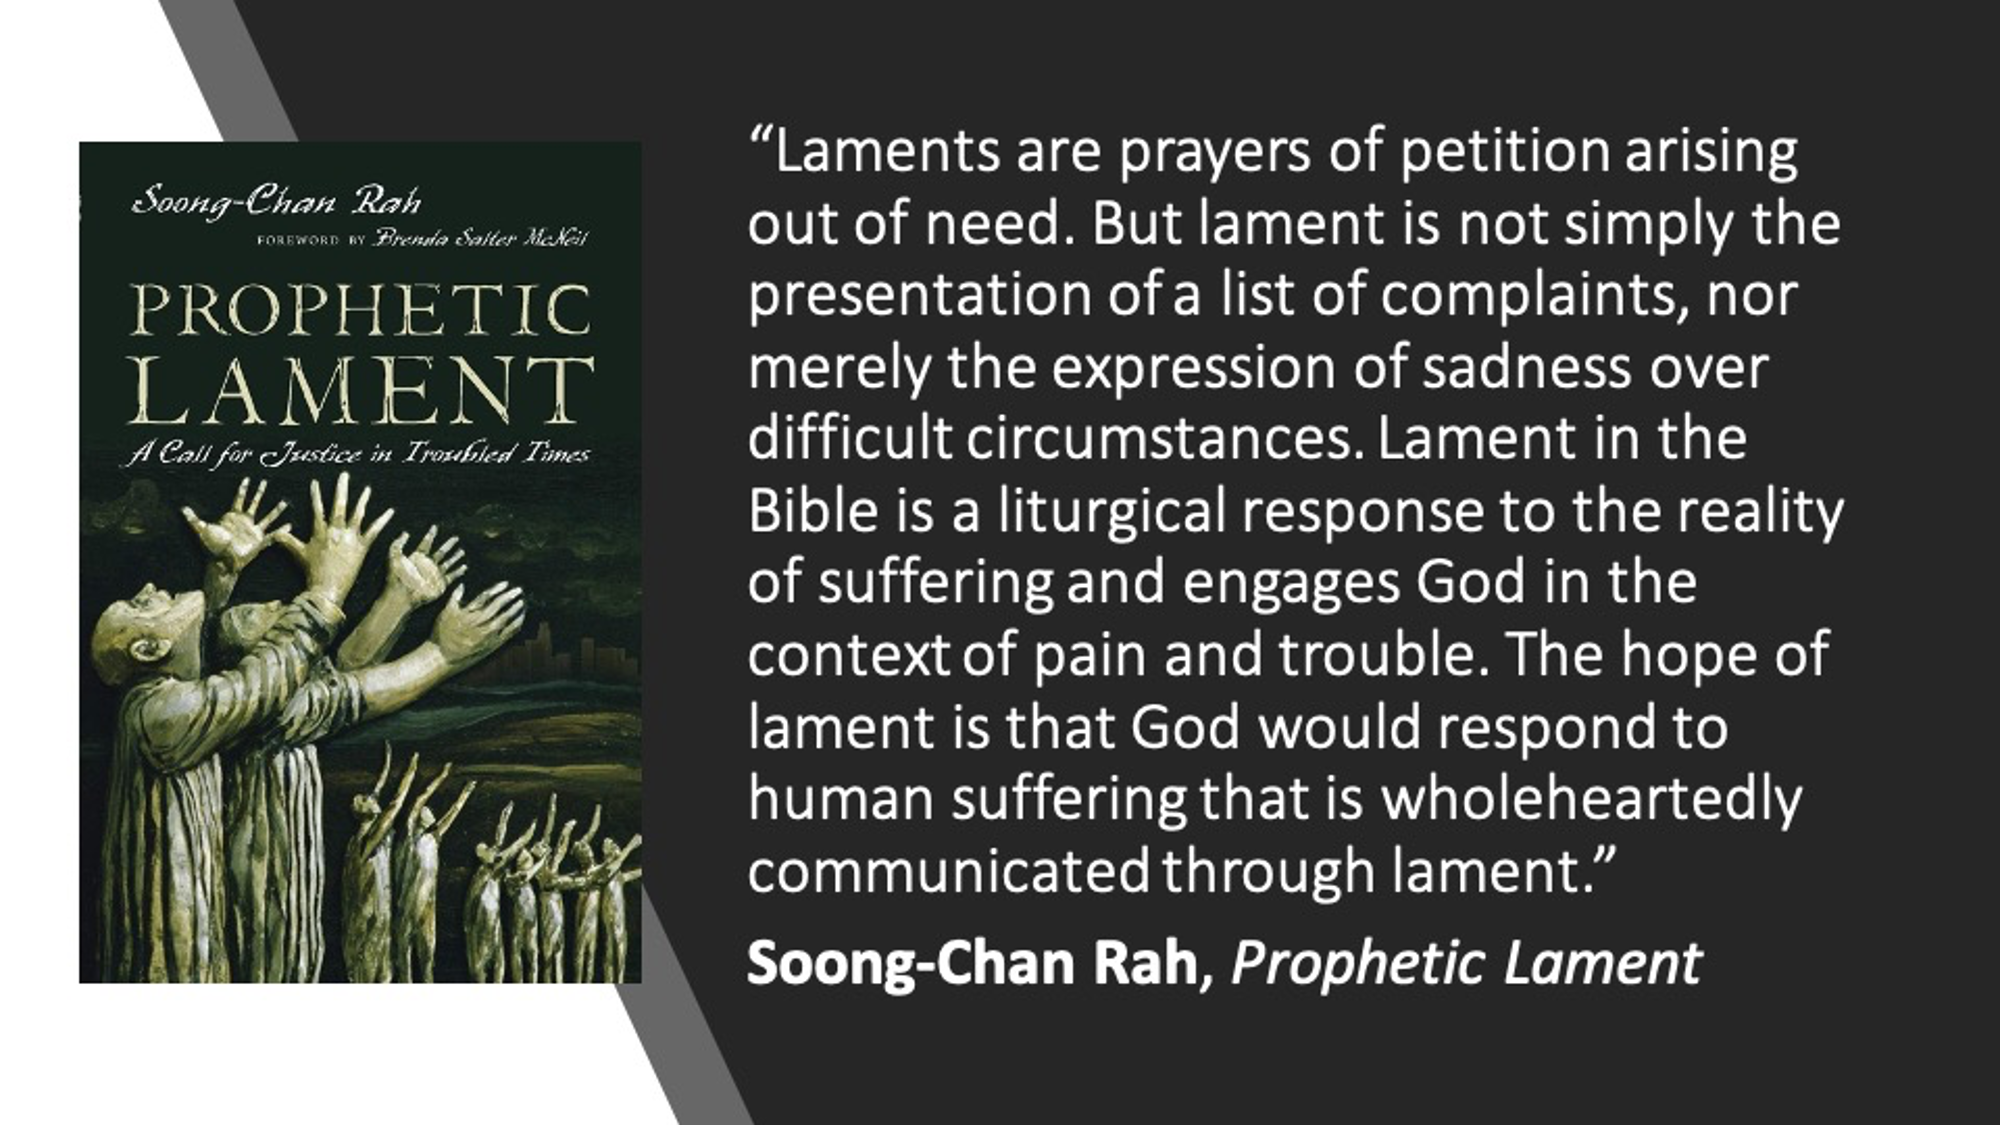 Soong-Chan Rah
FOREWORD BY Brenda Salter McNeil
PROPHETIC
LAMENT
A Call for Justice in Troubled Times
“Laments are prayers of petition arising
out of need. But lament is not simply the
presentation of a list of complaints, nor
merely the expression of sadness over
difficult circumstances. Lament in the
Bible is a liturgical response to the reality
of suffering and engages God in the
context of pain and trouble. The hope of
lament is that God would respond to
human suffering that is wholeheartedly
communicated through lament.”
Soong-Chan Rah, Prophetic Lament